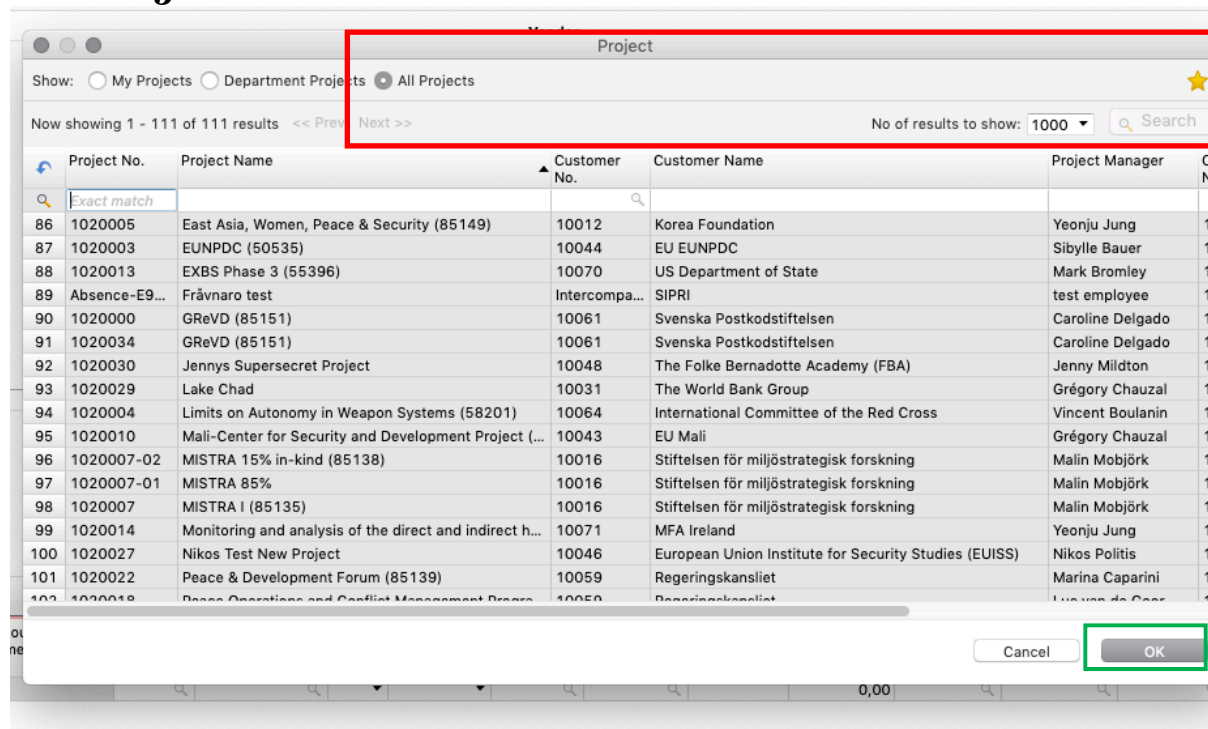 Project
Show: My Projects Department Projects All Projects
Now showing 1 - 111 of 111 results << Prev Next >> No of results to show: 1000 Search
Project No. Project Name Customer No. Customer Name Project Manager
Exact match
86 1020005 East Asia, Women, Peace & Security (85149) 10012 Korea Foundation Yeonju Jung
87 1020003 EUNPDC (50535) 10044 EU EUNPDC Sibylle Bauer
88 1020013 EXBS Phase 3 (55396) 10070 US Department of State Mark Bromley
89 Absence-E9... Fråvnaro test Intercompa... SIPRI test employee
90 1020000 GReVD (85151) 10061 Svenska Postkodstiftelsen Caroline Delgado
91 1020034 GReVD (85151) 10061 Svenska Postkodstiftelsen Caroline Delgado
92 1020030 Jennys Supersecret Project 10048 The Folke Bernadotte Academy (FBA) Jenny Mildton
93 1020029 Lake Chad 10031 The World Bank Group Grégory Chauzal
94 1020004 Limits on Autonomy in Weapon Systems (58201) 10064 International Committee of the Red Cross Vincent Boulanin
95 1020010 Mali-Center for Security and Development Project (... 10043 EU Mali Grégory Chauzal
96 1020007-02 MISTRA 15% in-kind (85138) 10016 Stiftelsen för miljöstrategisk forskning Malin Mobjörk
97 1020007-01 MISTRA 85% 10016 Stiftelsen för miljöstrategisk forskning Malin Mobjörk
98 1020007 MISTRA I (85135) 10016 Stiftelsen för miljöstrategisk forskning Malin Mobjörk
99 1020014 Monitoring and analysis of the direct and indirect h... 10071 MFA Ireland Yeonju Jung
100 1020027 Nikos Test New Project 10046 European Union Institute for Security Studies (EUISS) Nikos Politis
101 1020022 Peace & Development Forum (85139) 10059 Regeringskansliet Marina Caparini
102 1020018 Peace Operations and Conflict Management Progra 10059 Regeringskansliet
Cancel OK
0,00